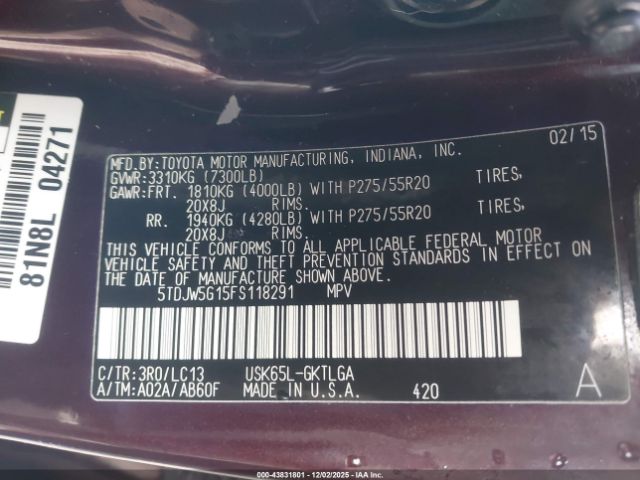 81N8L 04271
02/15
MFD.BY:TOYOTA MOTOR MANUFACTURING, INDIANA, INC.
GVWR:3310KG (7300LB)
GAWR:FRT. 1810KG (4000LB) WITH P275/55R20 TIRES,
20X8J RIMS.
RR. 1940KG (4280LB) WITH P275/55R20 TIRES,
20X8J RIMS.
THIS VEHICLE CONFORMS TO ALL APPLICABLE FEDERAL MOTOR
VEHICLE SAFETY AND THEFT PREVENTION STANDARDS IN EFFECT ON
THE DATE OF MANUFACTURE SHOWN ABOVE.
5TDJW5G15FS118291 MPV
C/TR:3R0/LC13 USK65L-GKTLGA
A/TM:A02A/AB60F MADE IN U.S.A. 420 A
00-43831801 - 12/02/2025 - IAA INC.